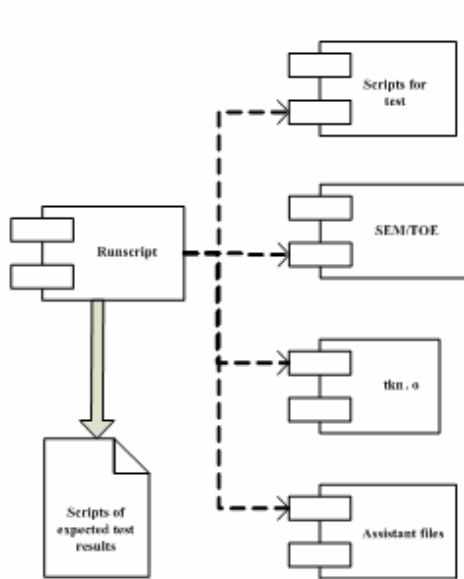 Scripts for
test
SEM/TOE
Runscript
tkn. o
Scripts of
expected test
results
Assistant files